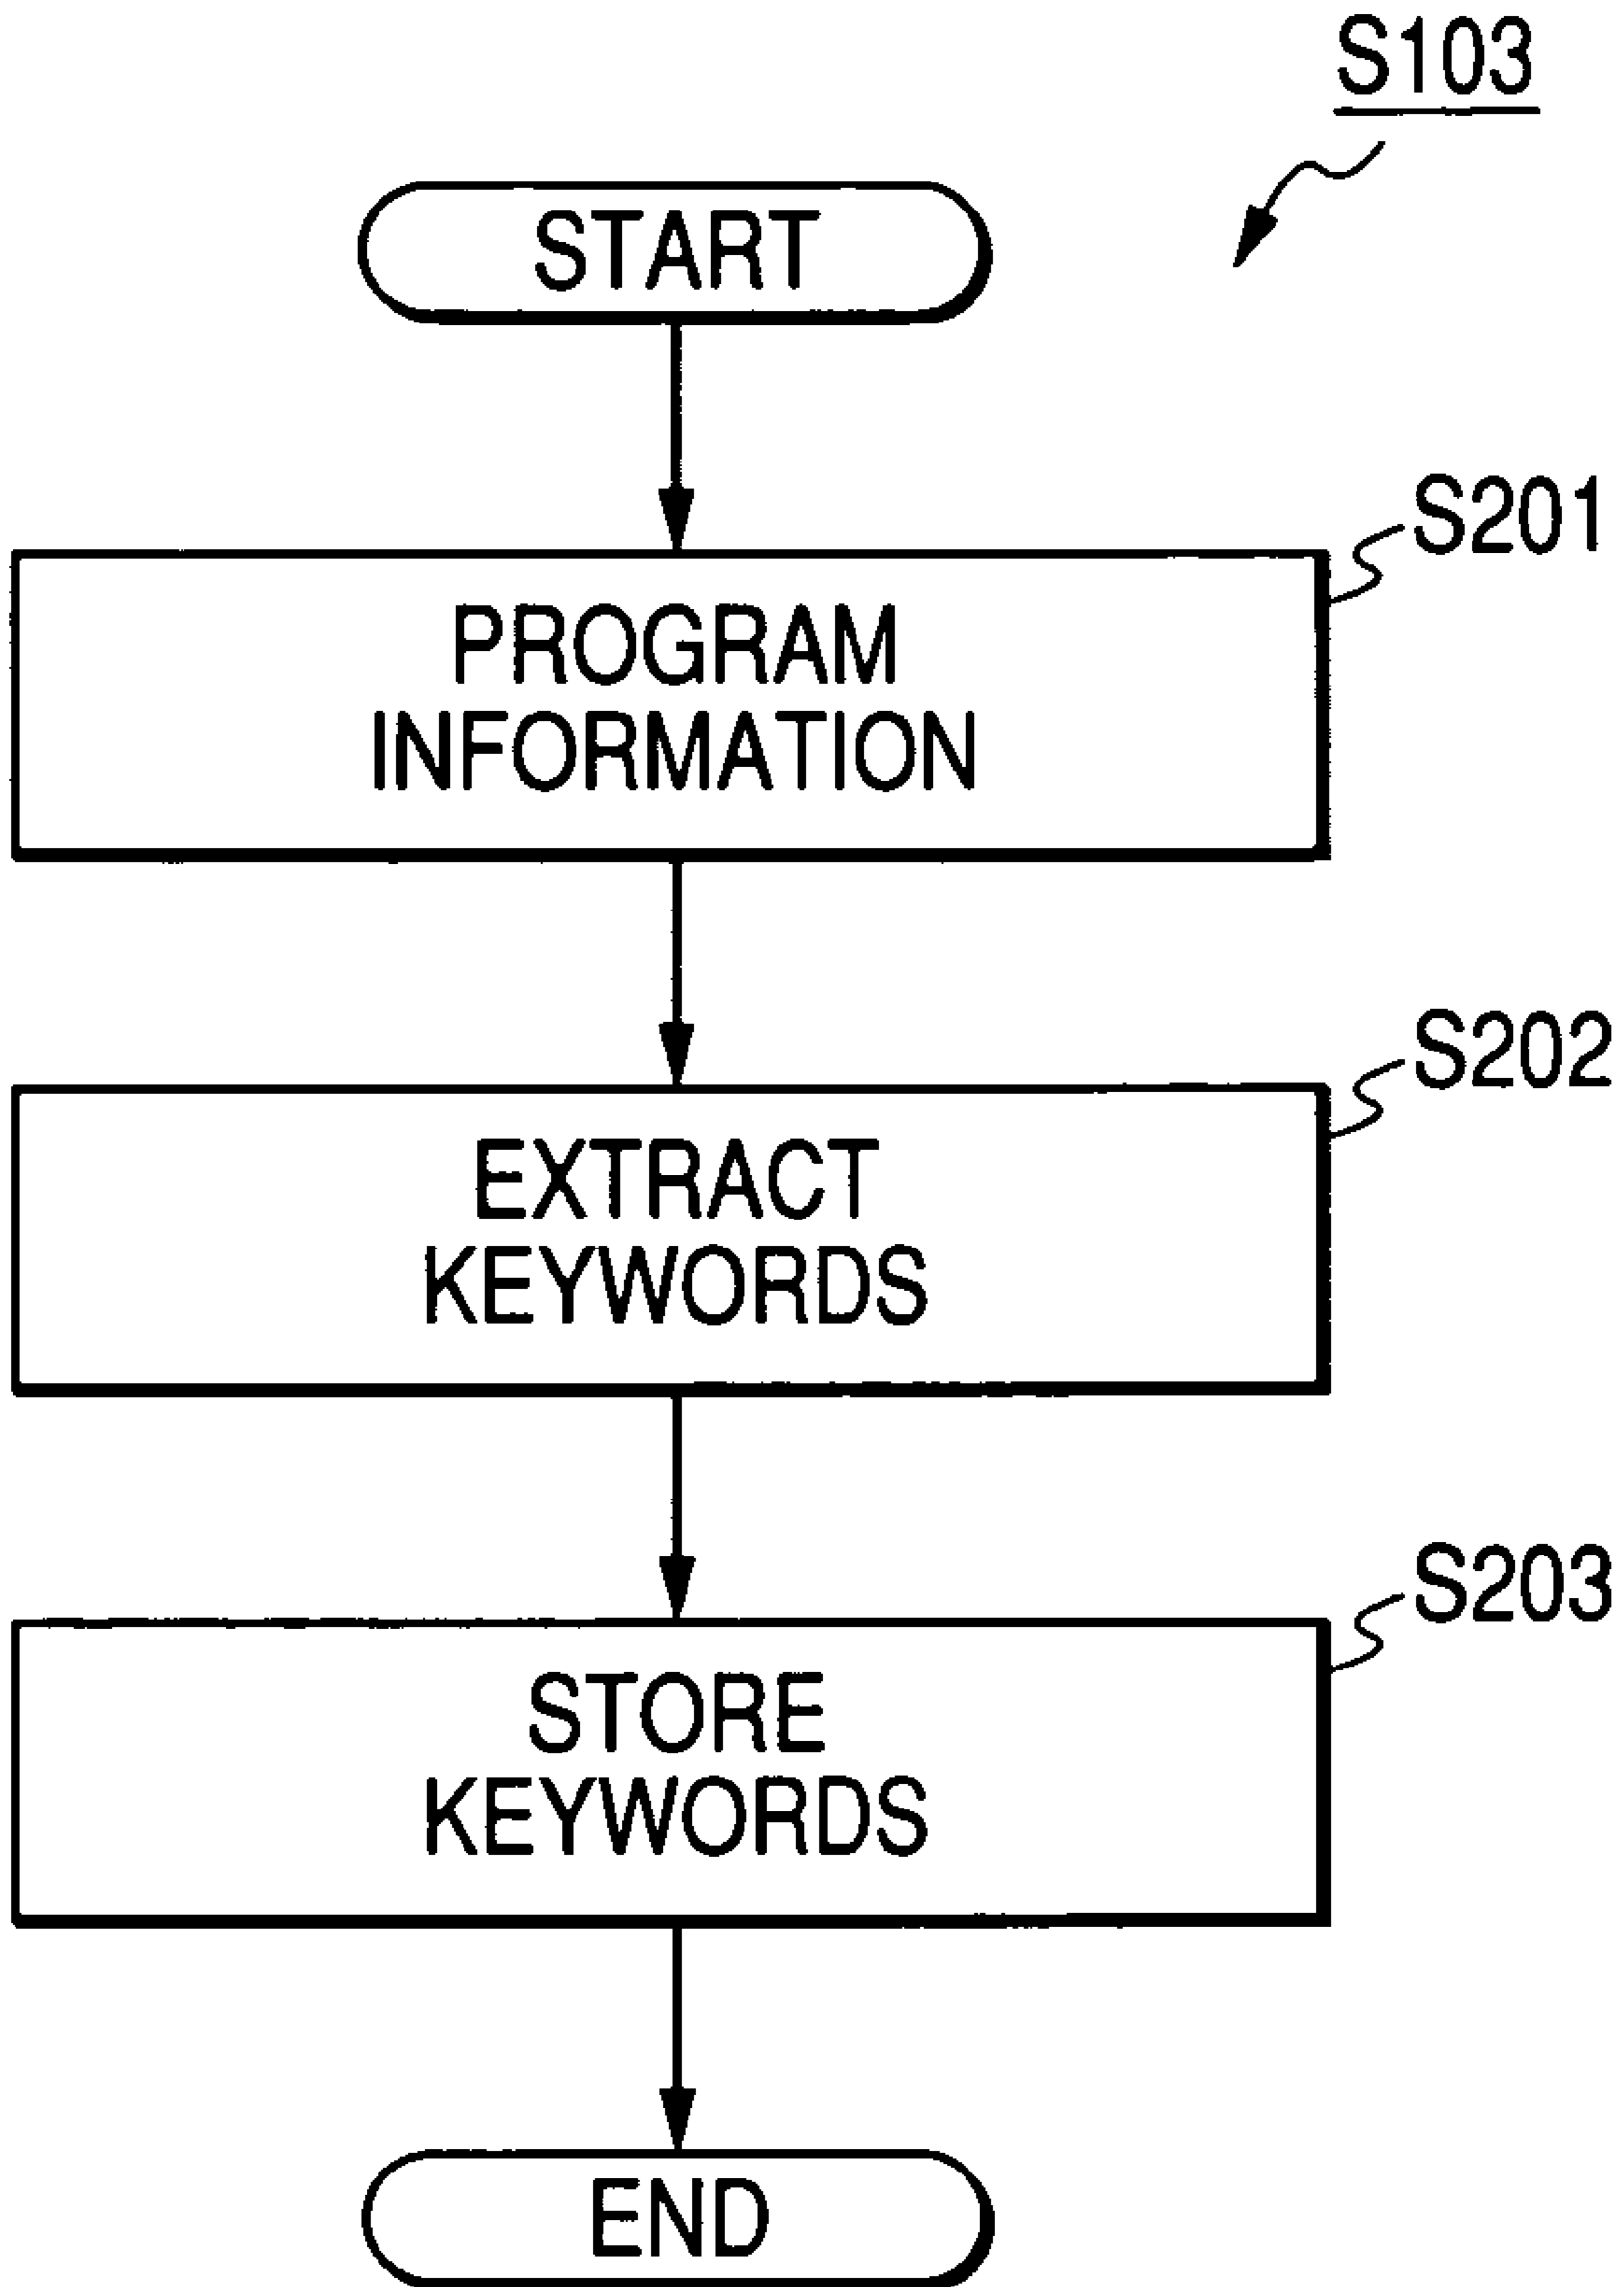 S103
START
S201
PROGRAM
INFORMATION
S202
EXTRACT
KEYWORDS
S203
STORE
KEYWORDS
END